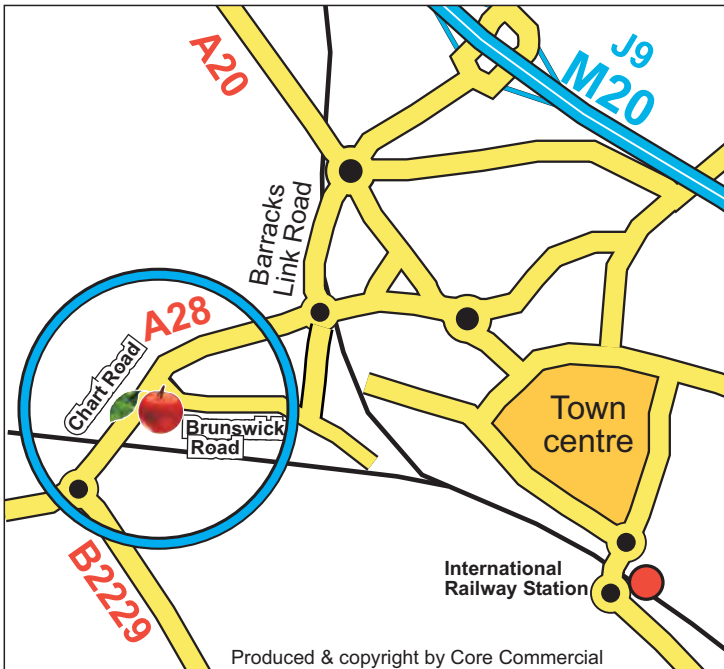 A20
J9
M20
Barracks
Link Road
A28
Chart Road
Brunswick
Road
Town
centre
B2229
International
Railway Station
Produced & copyright by Core Commercial